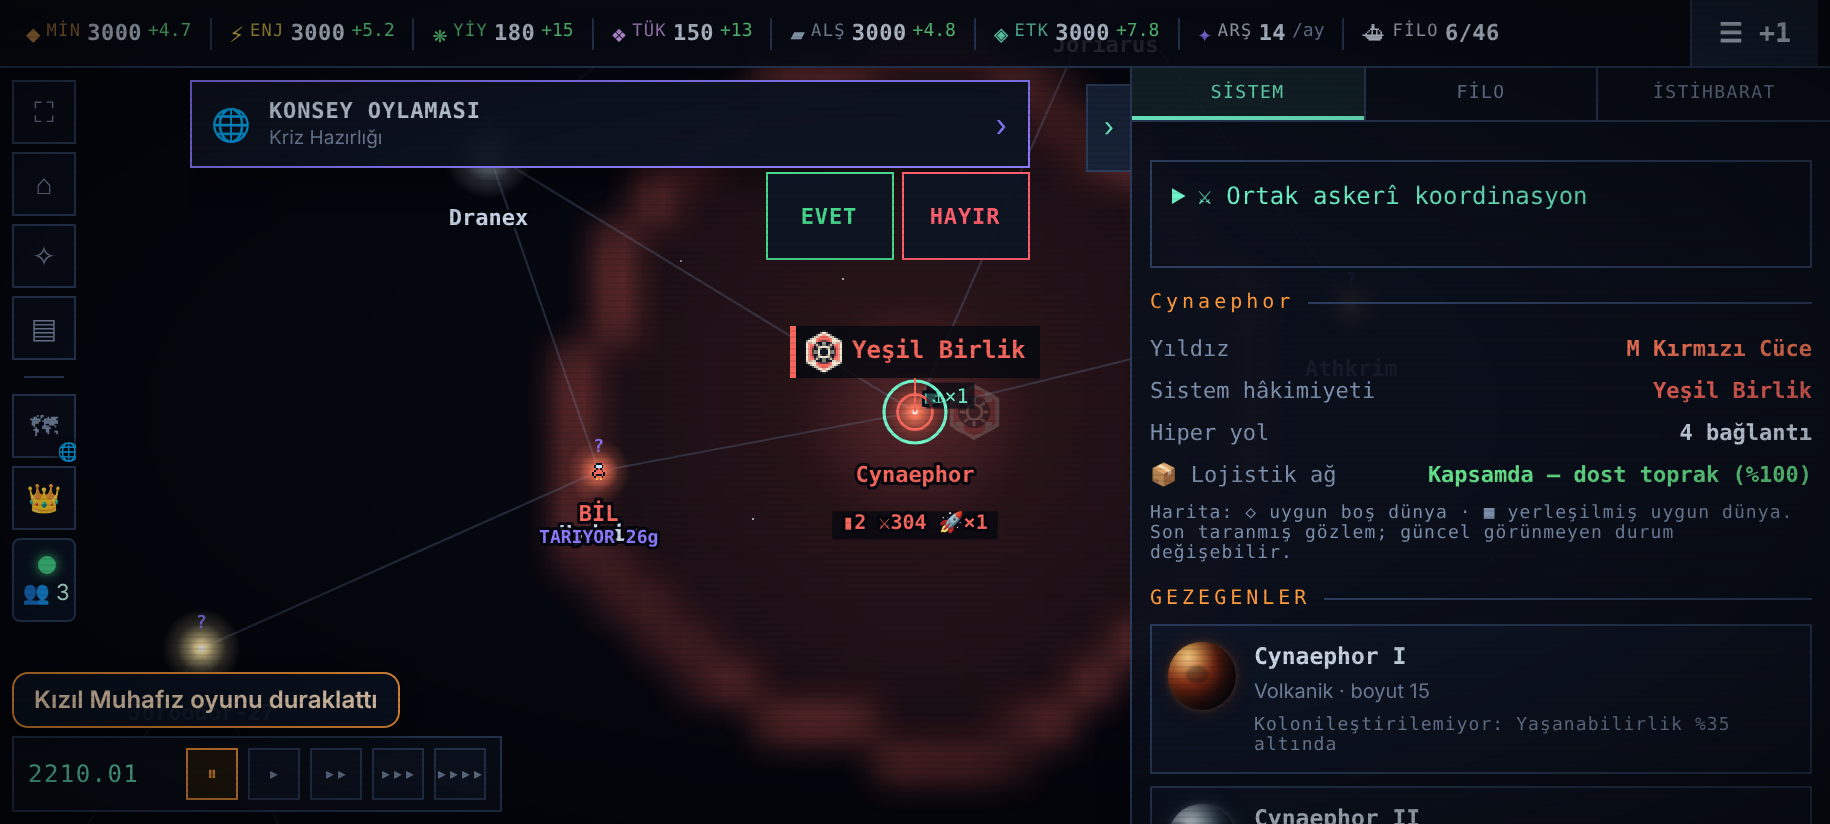 MİN 3000 +4.7 ENJ 3000 +5.2 YİY 180 +15 TÜK 150 +13 ALŞ 3000 +4.8 ETK 3000 +7.8 ARŞ 14 /ay FİLO 6/46 ☰ +1
Jorlarus
KONSEY OYLAMASI
Kriz Hazırlığı
EVET HAYIR
Dranex
Yeşil Birlik
×1
?
Cynaephor
BİL
TARIYOR 26g
2 ⚔304 🚀×1
?
👥 3
Kızıl Muhafız oyunu duraklattı
2210.01
SİSTEM FİLO İSTİHBARAT
▶ ⚔ Ortak askerî koordinasyon
Cynaephor
Yıldız M Kırmızı Cüce
Athkrim
Sistem hâkimiyeti Yeşil Birlik
Hiper yol 4 bağlantı
📦 Lojistik ağ Kapsamda — dost toprak (%100)
Harita: ◇ uygun boş dünya · ■ yerleşilmiş uygun dünya.
Son taranmış gözlem; güncel görünmeyen durum
değişebilir.
GEZEGENLER
Cynaephor I
Volkanik · boyut 15
Kolonileştirilemiyor: Yaşanabilirlik %35
altında
Cynaephor II